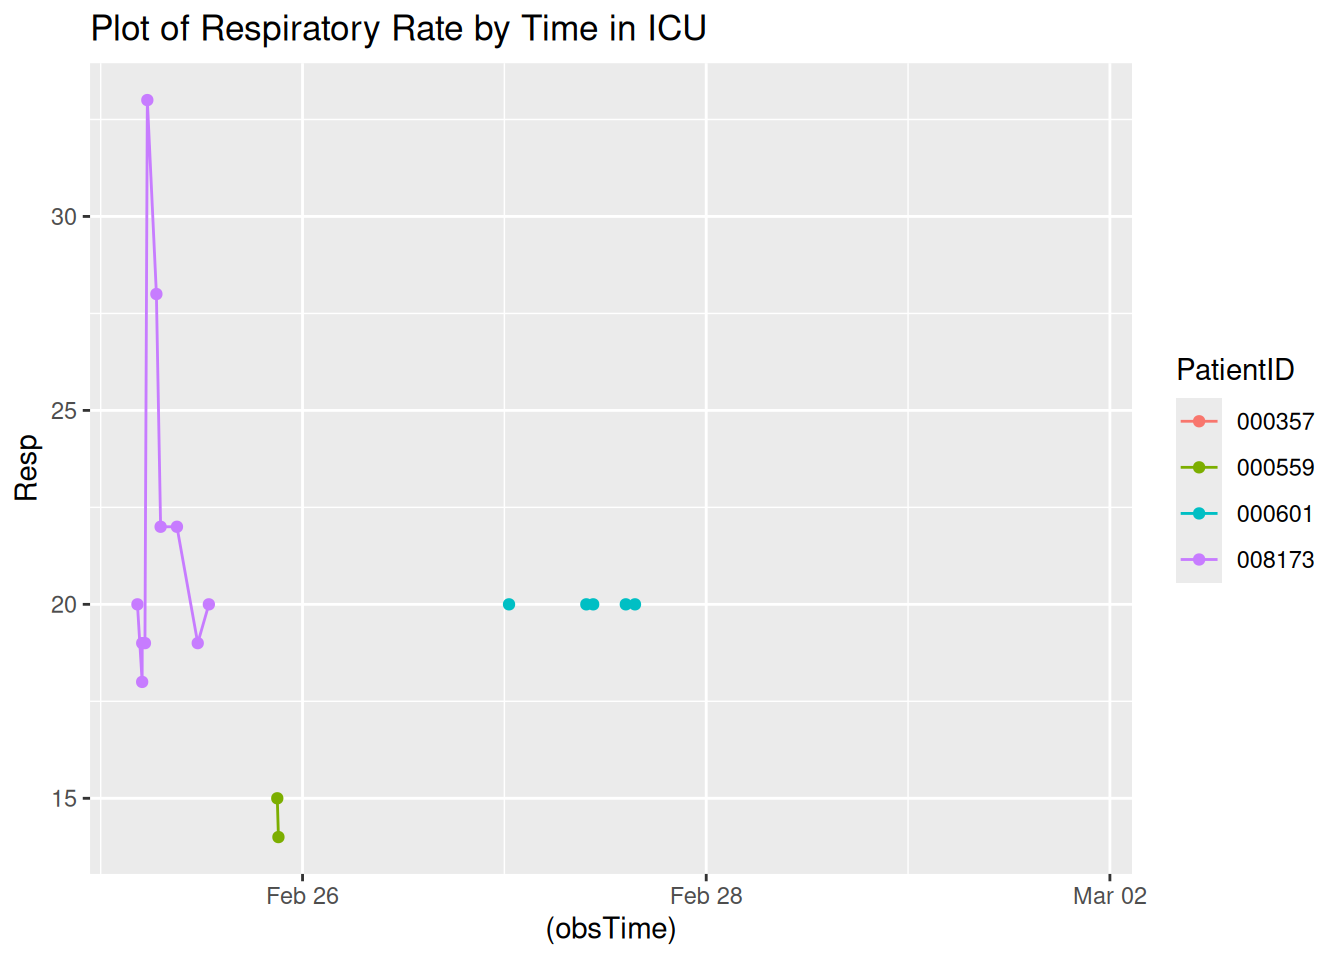 Plot of Respiratory Rate by Time in ICU
Resp
30
25
20
15
Feb 26
Feb 28
Mar 02
(obsTime)
PatientID
000357
000559
000601
008173